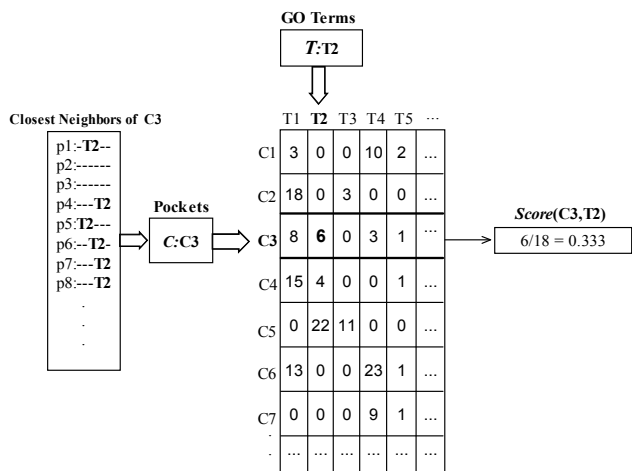 GO Terms
T:T2
Closest Neighbors of C3
p1:-T2--
p2:------
p3:------
p4:---T2
p5:T2---
p6:--T2-
p7:---T2
p8:---T2
.
.
.
Pockets
C:C3
T1 T2 T3 T4 T5 ...
C1 3 0 0 10 2 ...
C2 18 0 3 0 0 ...
C3 8 6 0 3 1 ...
C4 15 4 0 0 1 ...
C5 0 22 11 0 0 ...
C6 13 0 0 23 1 ...
C7 0 0 0 9 1 ...
: ... ... ... ... ... ...
Score(C3,T2)
6/18 = 0.333